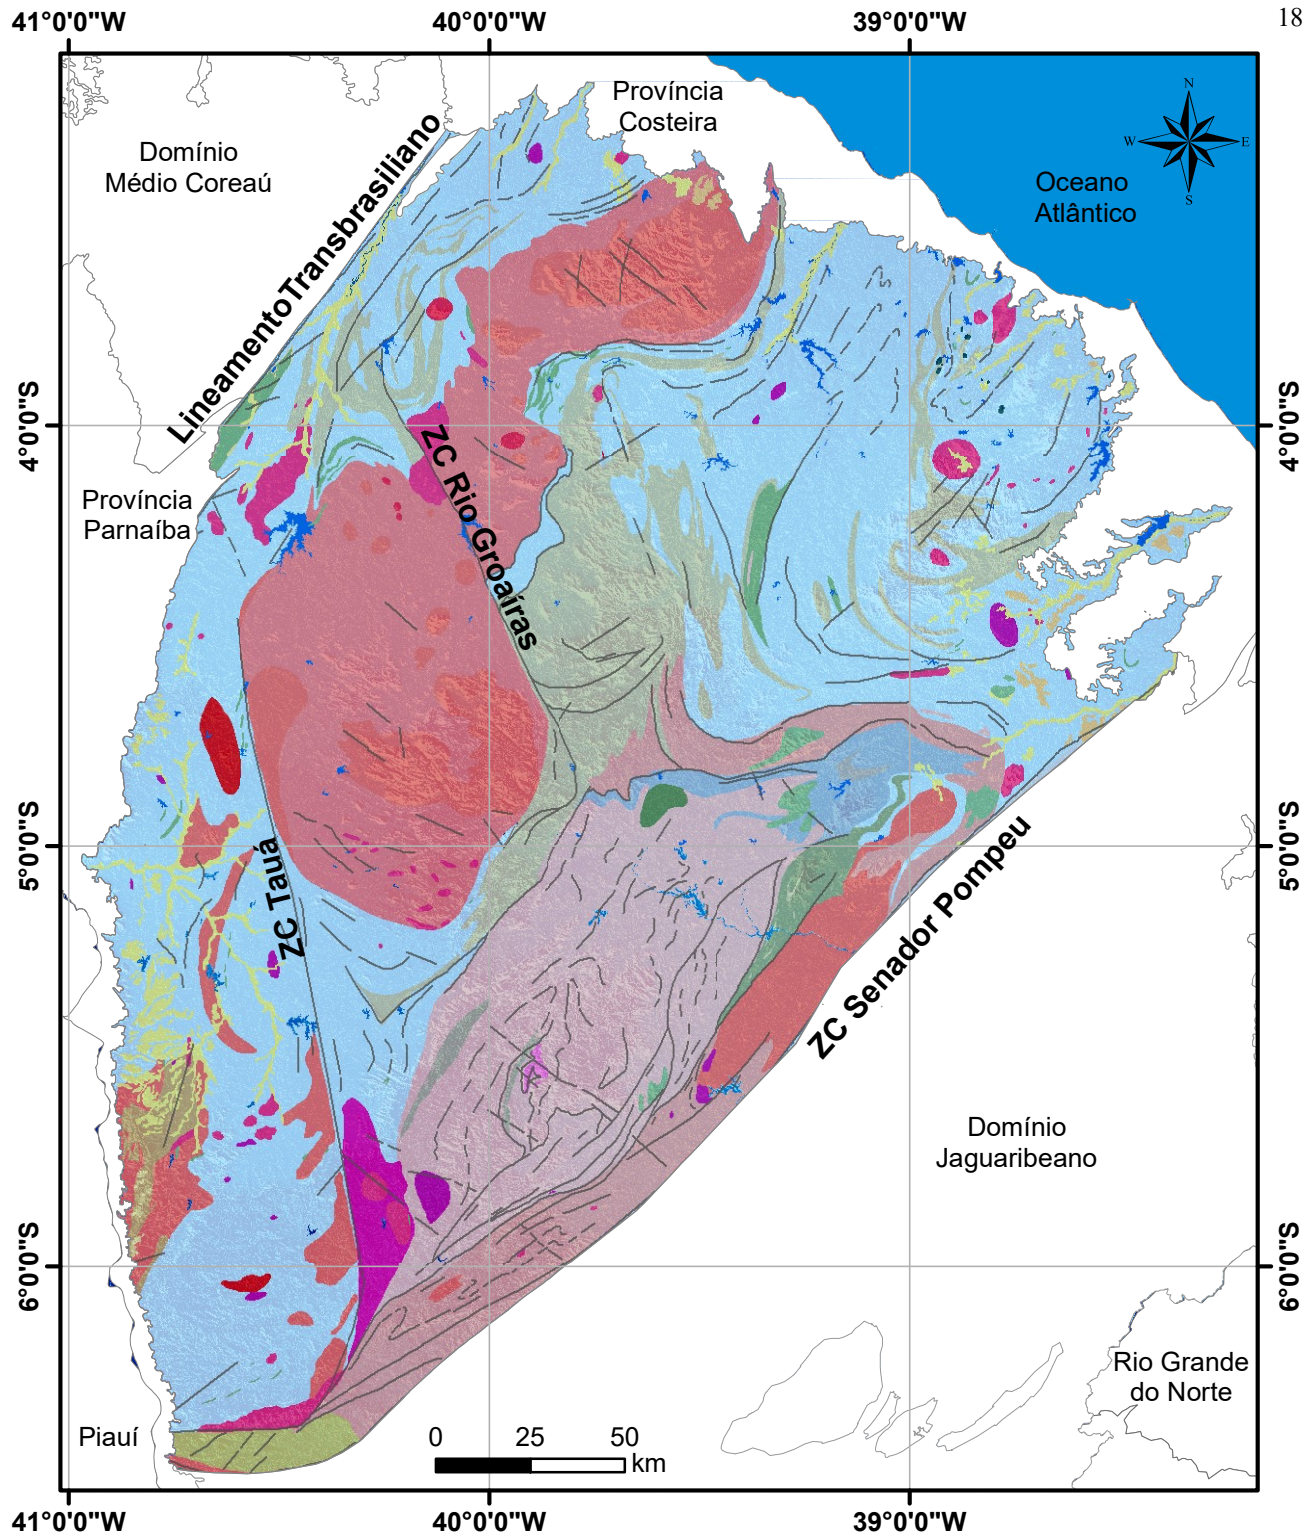 18
41°0'0"W 40°0'0"W 39°0'0"W
Província
Costeira
N
W E
S
Domínio
Médio Coreaú
Oceano
Atlântico
LineamentoTransbrasiliano
4°0'0"S 4°0'0"S
ZC Rio Groaíras
Província
Parnaíba
5°0'0"S 5°0'0"S
ZC Tauá
ZC Senador Pompeu
Domínio
Jaguaribeano
6°0'0"S 6°0'0"S
Rio Grande
do Norte
Piauí
0 25 50
km
41°0'0"W 40°0'0"W 39°0'0"W